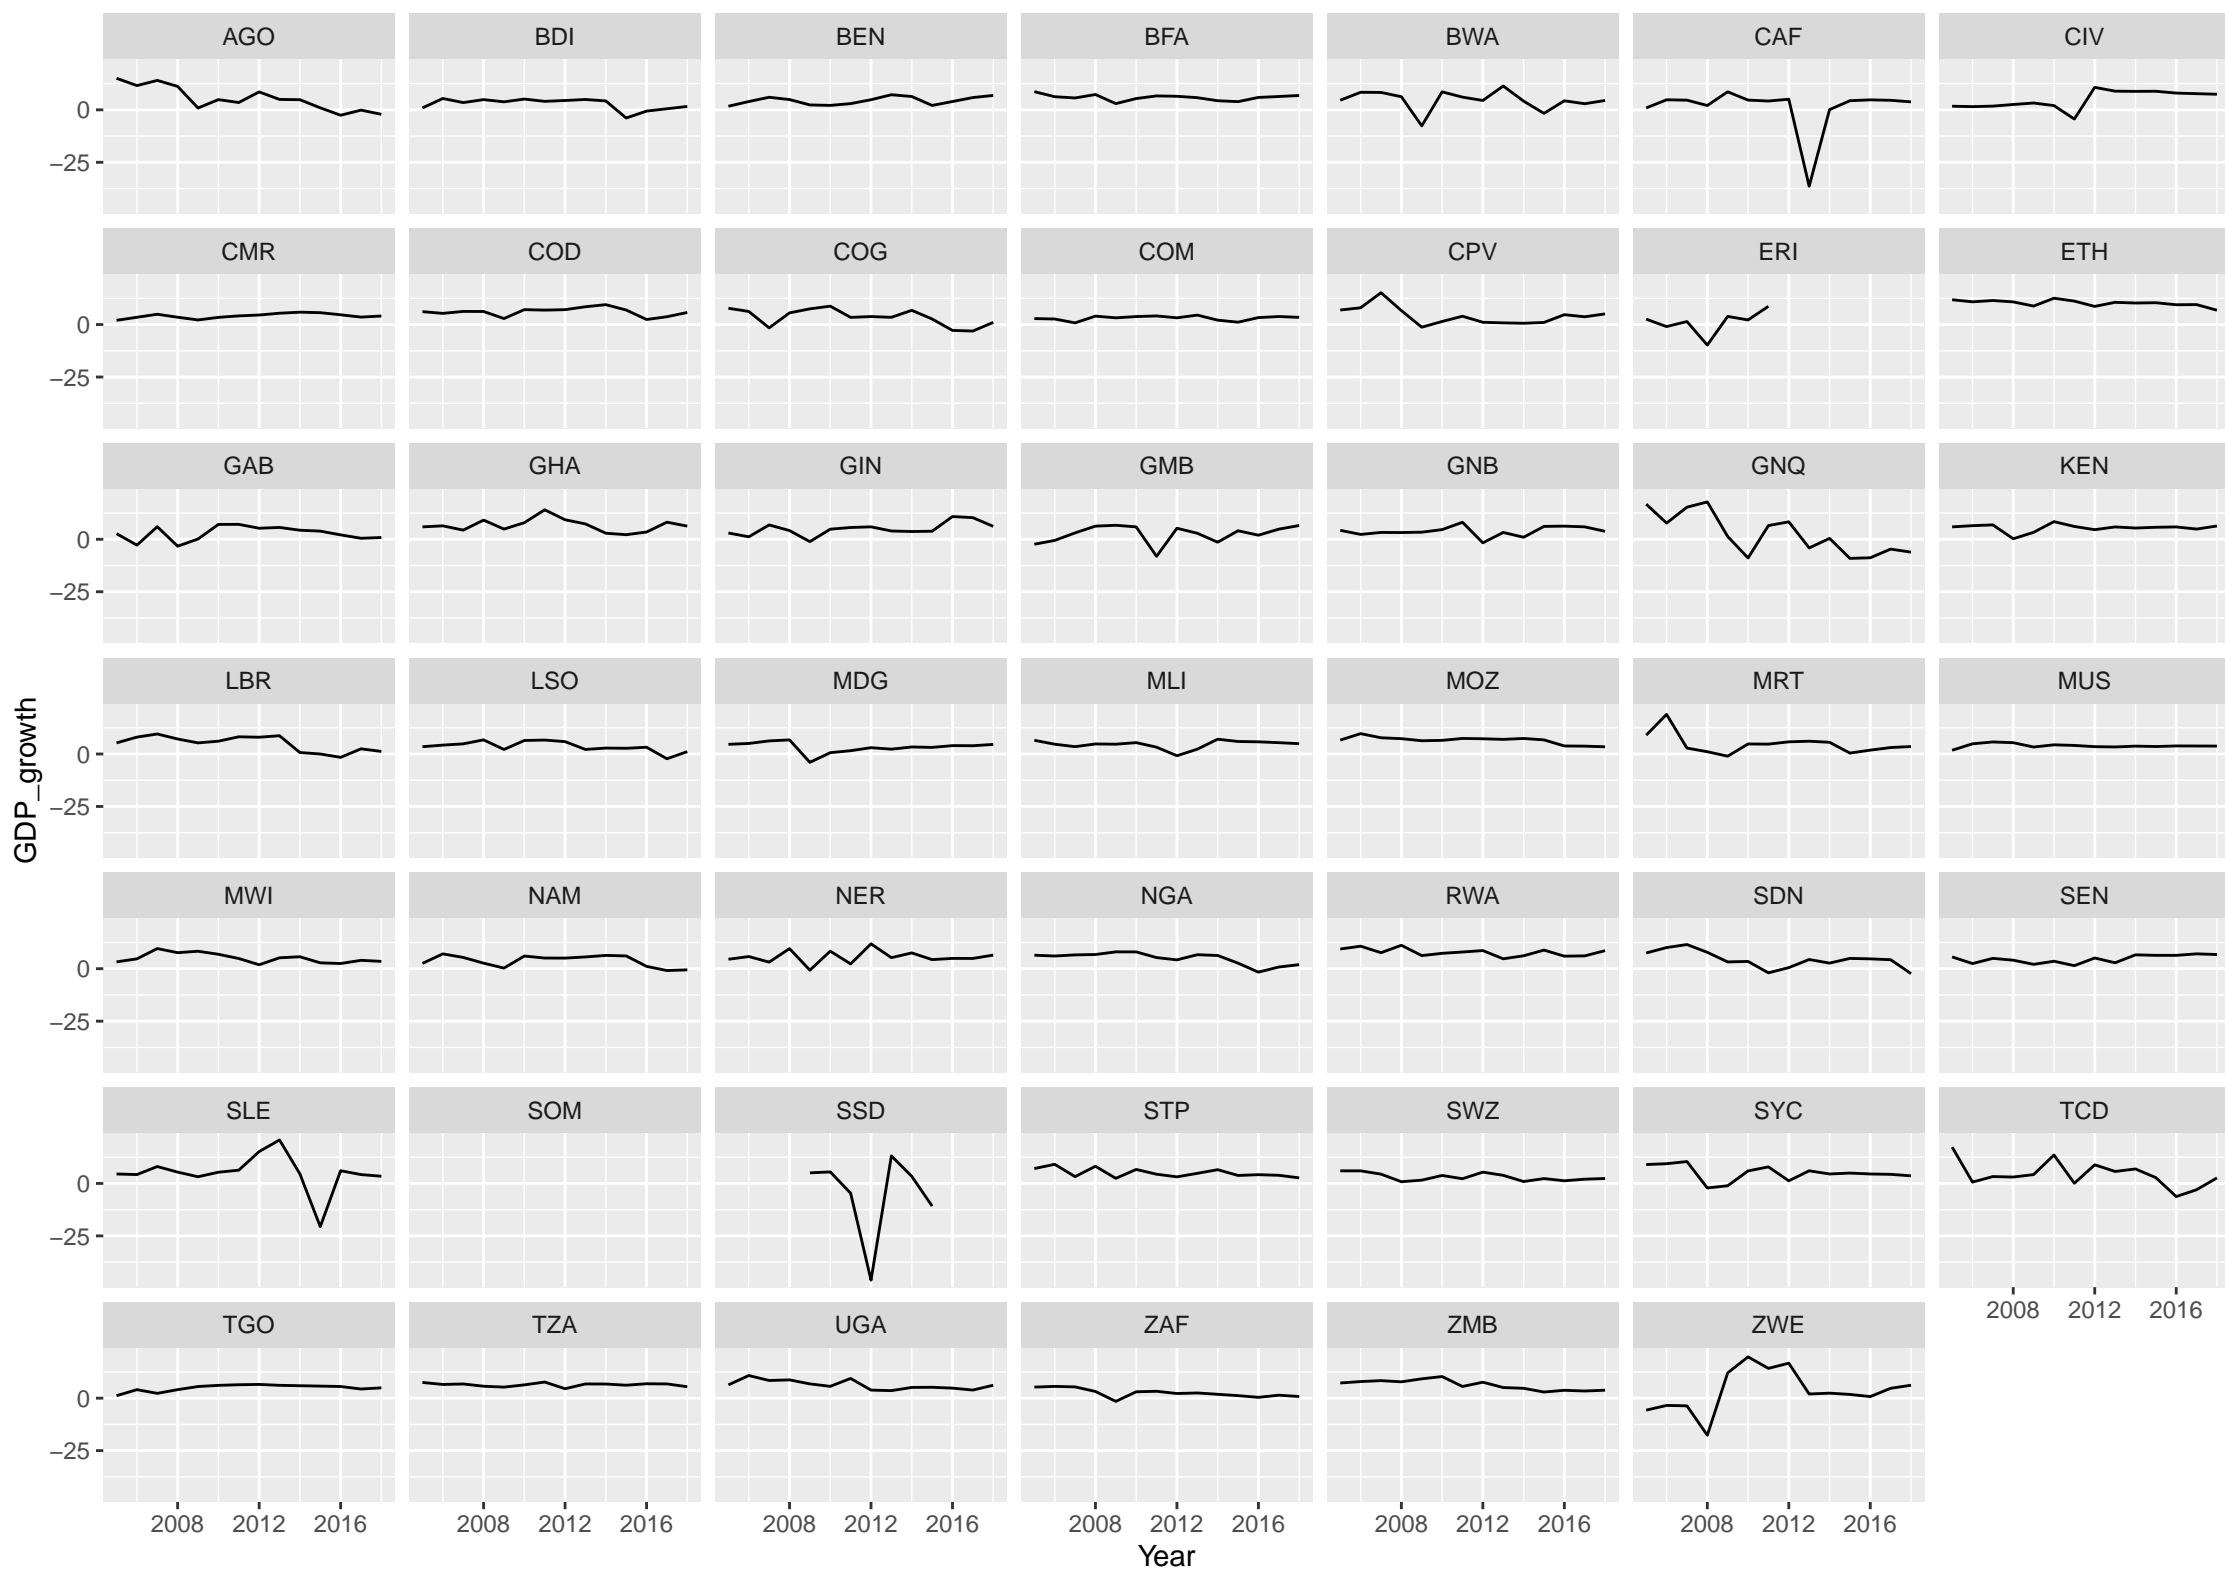 AGO BDI BEN BFA BWA CAF CIV
0
−25
CMR COD COG COM CPV ERI ETH
0
−25
GAB GHA GIN GMB GNB GNQ KEN
0
−25
LBR LSO MDG MLI MOZ MRT MUS
0
−25
GDP_growth
MWI NAM NER NGA RWA SDN SEN
0
−25
SLE SOM SSD STP SWZ SYC TCD
0
−25
2008 2012 2016
TGO TZA UGA ZAF ZMB ZWE
0
−25
2008 2012 2016 2008 2012 2016 2008 2012 2016 2008 2012 2016 2008 2012 2016 2008 2012 2016
Year